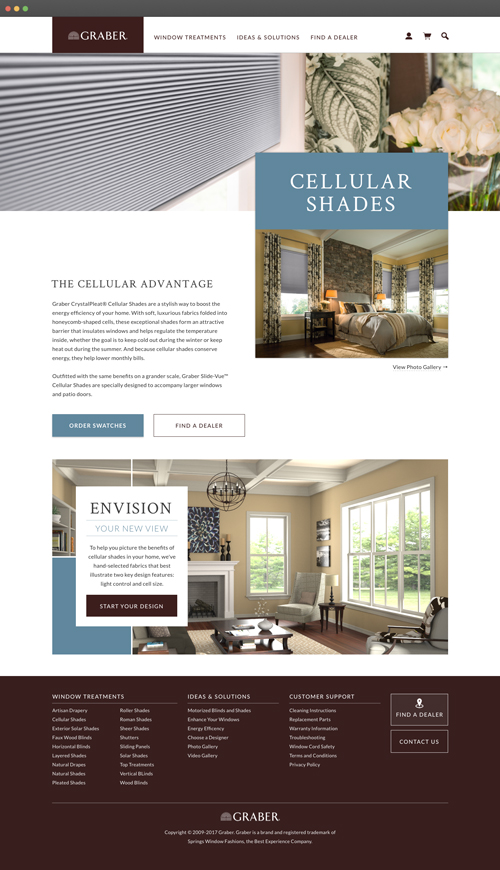 GRABER
WINDOW TREATMENTS
IDEAS & SOLUTIONS
FIND A DEALER
CELLULAR
SHADES
THE CELLULAR ADVANTAGE
Graber CrystalPleat® Cellular Shades are a stylish way to boost the
energy efficiency of your home. With soft, luxurious fabrics folded into
honeycomb-shaped cells, these exceptional shades form an attractive
barrier that insulates windows and helps regulate the temperature
inside, whether the goal is to keep cold out during the winter or keep
heat out during the summer. And because cellular shades conserve
energy, they help lower monthly bills.
View Photo Gallery →
Outfitted with the same benefits on a grander scale, Graber Slide-Vue™
Cellular Shades are specially designed to accompany larger windows
and patio doors.
ORDER SWATCHES
FIND A DEALER
ENVISION
YOUR NEW VIEW
To help you picture the benefits of
cellular shades in your home, we've
hand-selected fabrics that best
illustrate two key design features:
light control and cell size.
START YOUR DESIGN
WINDOW TREATMENTS
Artisan Drapery
Cellular Shades
Exterior Solar Shades
Faux Wood Blinds
Horizontal Blinds
Layered Shades
Natural Drapes
Natural Shades
Pleated Shades
Roller Shades
Roman Shades
Sheer Shades
Shutters
Sliding Panels
Solar Shades
Top Treatments
Vertical BLinds
Wood Blinds
IDEAS & SOLUTIONS
Motorized Blinds and Shades
Enhance Your Windows
Energy Efficency
Choose a Designer
Photo Gallery
Video Gallery
CUSTOMER SUPPORT
Cleaning Instructions
Replacement Parts
Warranty Information
Troubleshooting
Window Cord Safety
Terms and Conditions
Privacy Policy
FIND A DEALER
CONTACT US
GRABER
Copyright © 2009-2017 Graber. Graber is a brand and registered trademark of
Springs Window Fashions, the Best Experience Company.